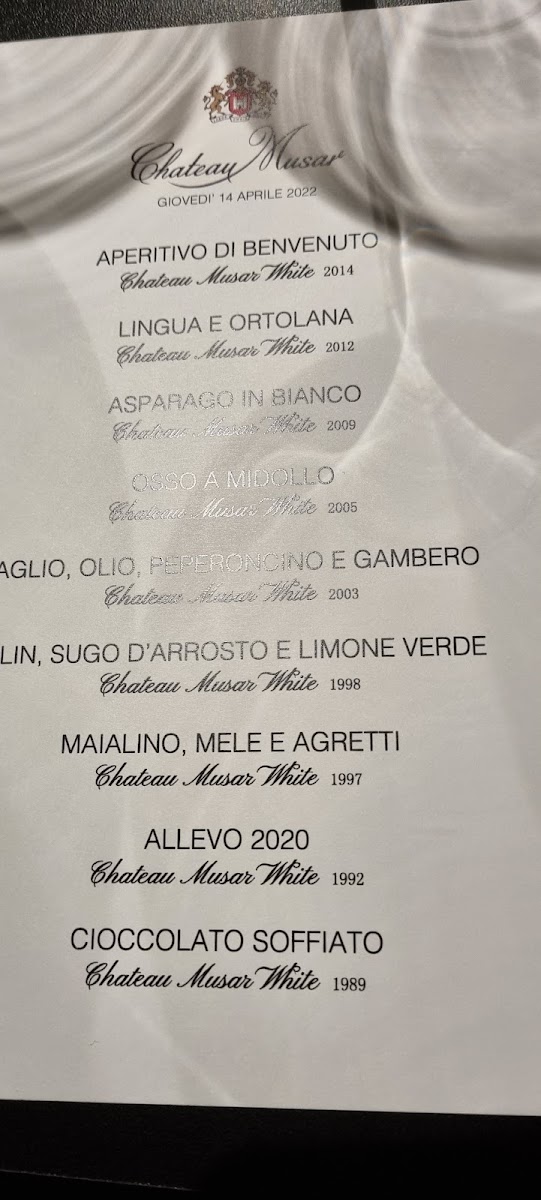 Chateau Musar
GIOVEDI' 14 APRILE 2022
APERITIVO DI BENVENUTO
Chateau Musar White 2014
LINGUA E ORTOLANA
Chateau Musar White 2012
ASPARAGO IN BIANCO
Chateau Musar White 2009
OSSO A MIDOLLO
Chateau Musar White 2005
AGLIO, OLIO, PEPERONCINO E GAMBERO
Chateau Musar White 2003
LIN, SUGO D'ARROSTO E LIMONE VERDE
Chateau Musar White 1998
MAIALINO, MELE E AGRETTI
Chateau Musar White 1997
ALLEVO 2020
Chateau Musar White 1992
CIOCCOLATO SOFFIATO
Chateau Musar White 1989